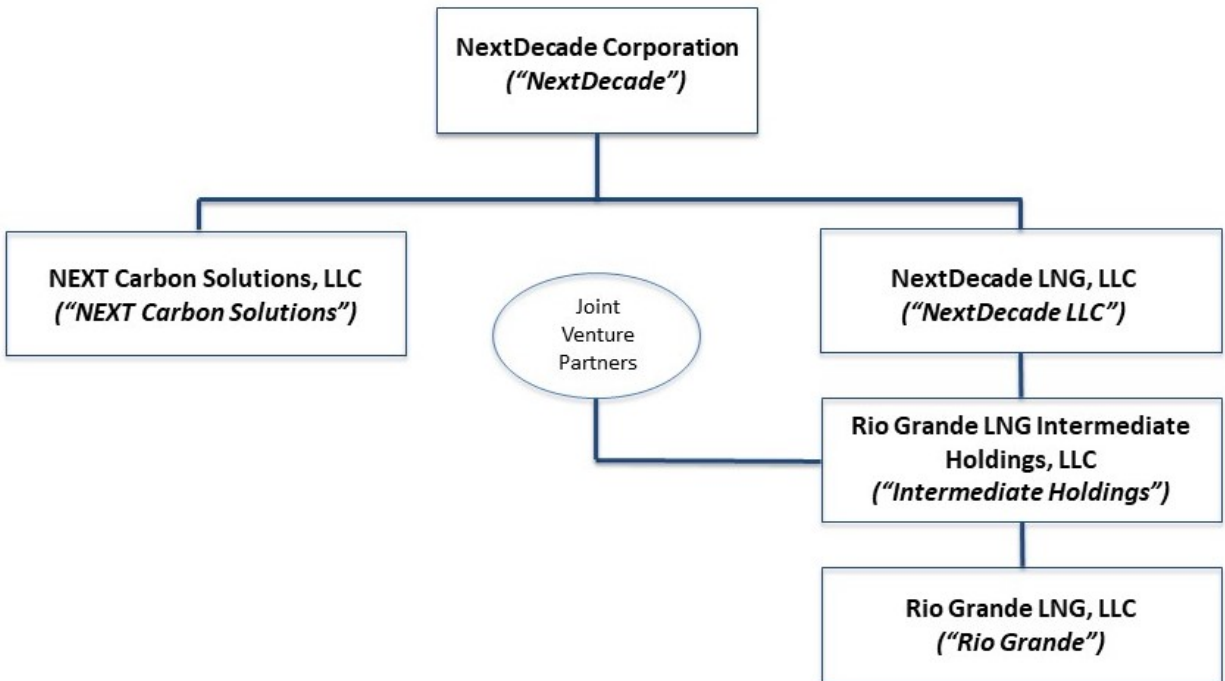 NextDecade Corporation
(“NextDecade”)
NEXT Carbon Solutions, LLC
(“NEXT Carbon Solutions”)
NextDecade LNG, LLC
(“NextDecade LLC”)
Joint
Venture
Partners
Rio Grande LNG Intermediate
Holdings, LLC
(“Intermediate Holdings”)
Rio Grande LNG, LLC
(“Rio Grande”)